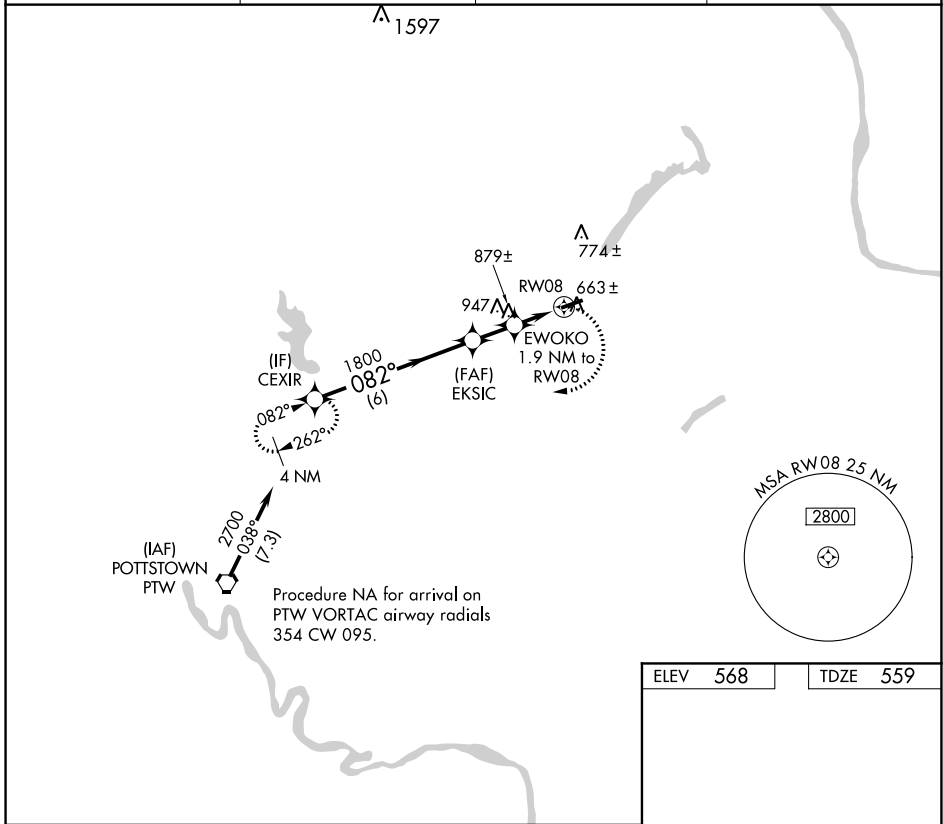 1597
774±
879±
RW08
663±
947
EWOKO
1.9 NM to
RW08
(IF)
CEXIR
1800
082°
(6)
(FAF)
EKSIC
082°
262°
4 NM
2700
038°
(7.3)
(IAF)
POTTSTOWN
PTW
Procedure NA for arrival on
PTW VORTAC airway radials
354 CW 095.
MSA RW08 25 NM
2800
ELEV 568
TDZE 559